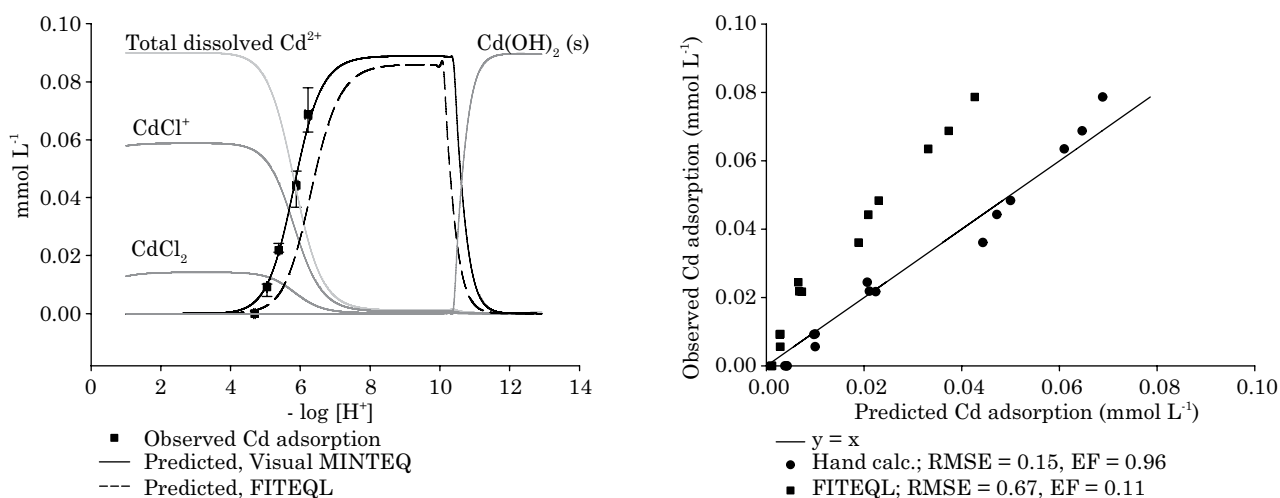 0.10
0.08
0.06
0.04
0.02
0.00
mmol L⁻¹
Total dissolved Cd²⁺
Cd(OH)₂ (s)
CdCl⁺
CdCl₂
0 2 4 6 8 10 12 14
- log [H⁺]
Observed Cd adsorption
Predicted, Visual MINTEQ
Predicted, FITEQL
Observed Cd adsorption (mmol L⁻¹)
0.10
0.08
0.06
0.04
0.02
0.00
0.00 0.02 0.04 0.06 0.08 0.10
Predicted Cd adsorption (mmol L⁻¹)
y = x
Hand calc.; RMSE = 0.15, EF = 0.96
FITEQL; RMSE = 0.67, EF = 0.11